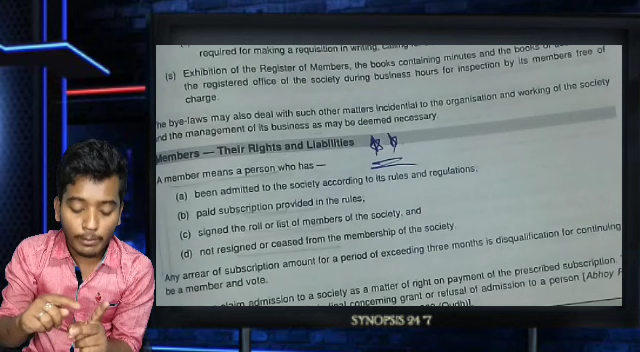 required for making a requisition in writing,
(s) Exhibition of the Register of Members, the books containing minutes and the books of
the registered office of the society during business hours for inspection by its members free of
charge.
he bye-laws may also deal with such other matters incidental to the organisation and working of the society
nd the management of its business as may be deemed necessary
Members — Their Rights and Liabilities
A member means a person who has —
(a) been admitted to the society according to its rules and regulations;
(b) paid subscription provided in the rules;
(c) signed the roll or list of members of the society, and
(d) not resigned or ceased from the membership of the society.
Any arrear of subscription amount for a period of exceeding three months is disqualification for continuing
be a member and vote.
claim admission to a society as a matter of right on payment of the prescribed subscription.
concerning grant or refusal of admission to a person [Abhoy
SYNOPSIS 24 7